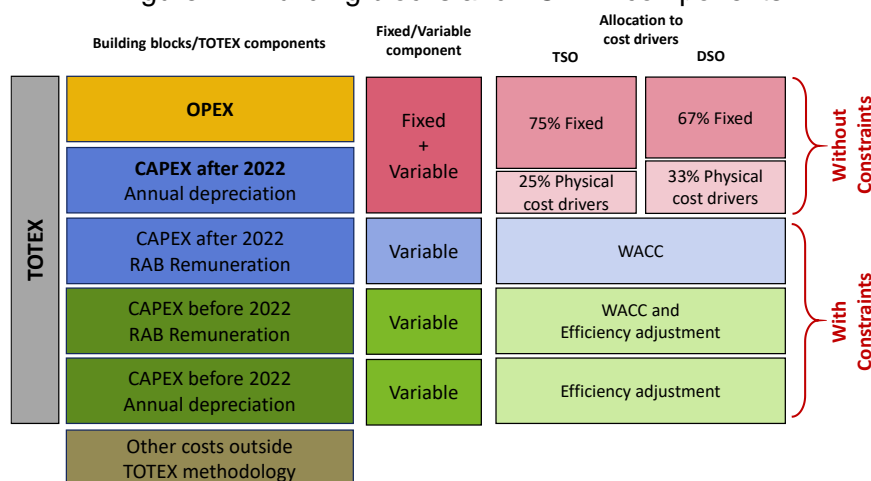 Building blocks/TOTEX components
Fixed/Variable
component
Allocation to
cost drivers
TSO
DSO
TOTEX
OPEX
Fixed
+
Variable
75% Fixed
67% Fixed
Without
Constraints
CAPEX after 2022
Annual depreciation
25% Physical
cost drivers
33% Physical
cost drivers
CAPEX after 2022
RAB Remuneration
Variable
WACC
With
Constraints
CAPEX before 2022
RAB Remuneration
Variable
WACC and
Efficiency adjustment
CAPEX before 2022
Annual depreciation
Variable
Efficiency adjustment
Other costs outside
TOTEX methodology